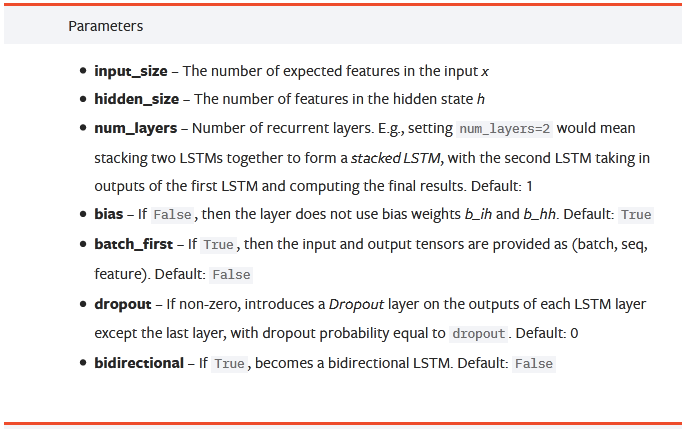 Parameters
• input_size – The number of expected features in the input x
• hidden_size – The number of features in the hidden state h
• num_layers – Number of recurrent layers. E.g., setting num_layers=2 would mean
stacking two LSTMs together to form a stacked LSTM, with the second LSTM taking in
outputs of the first LSTM and computing the final results. Default: 1
• bias – If False, then the layer does not use bias weights b_ih and b_hh. Default: True
• batch_first – If True, then the input and output tensors are provided as (batch, seq,
feature). Default: False
• dropout – If non-zero, introduces a Dropout layer on the outputs of each LSTM layer
except the last layer, with dropout probability equal to dropout. Default: 0
• bidirectional – If True, becomes a bidirectional LSTM. Default: False